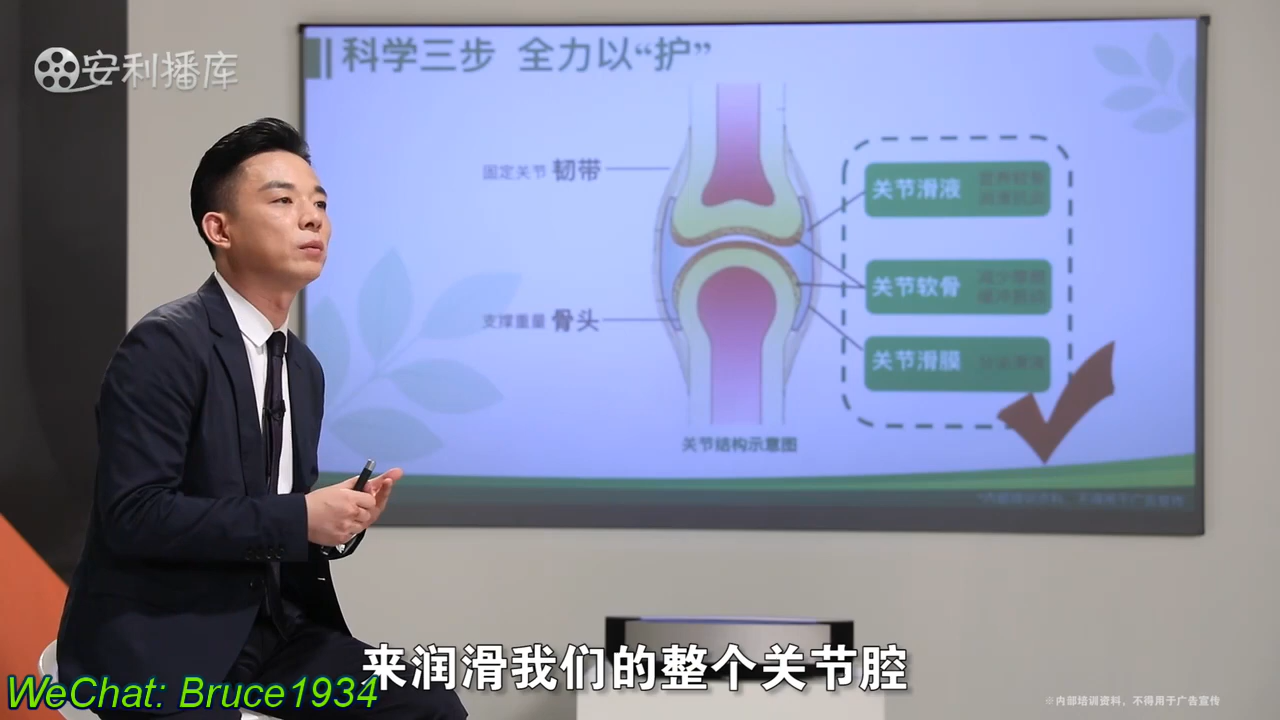 安利播库
科学三步 全力以“护”
固定关节 韧带
关节滑液
关节软骨
支撑重量 骨头
关节滑膜
关节结构示意图
来润滑我们的整个关节腔
WeChat: Bruce1934
※内部培训资料，不得用于广告宣传